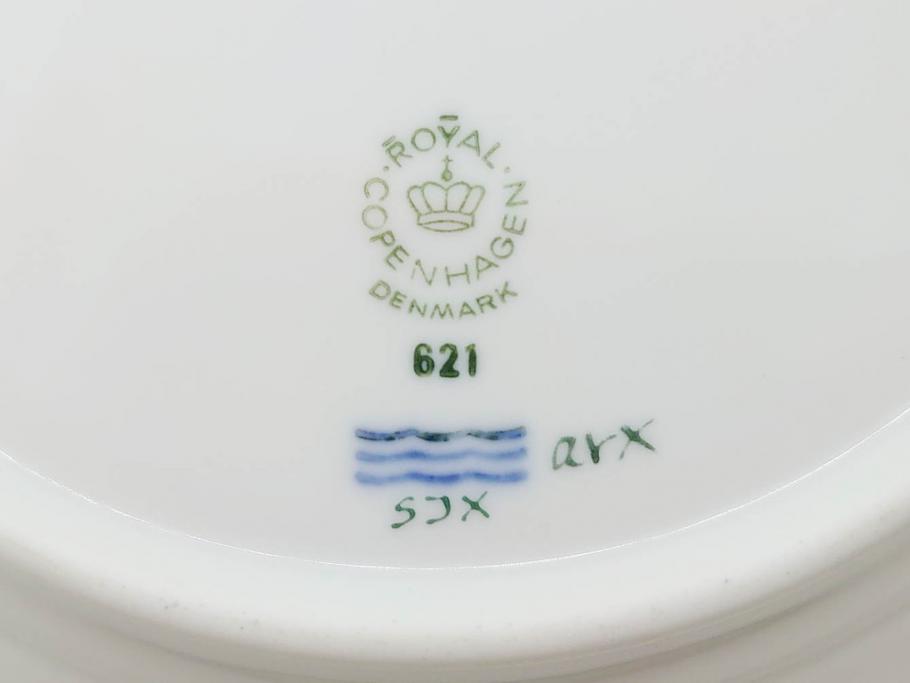 ROYAL
COPENHAGEN
DENMARK
621
arx
SJX